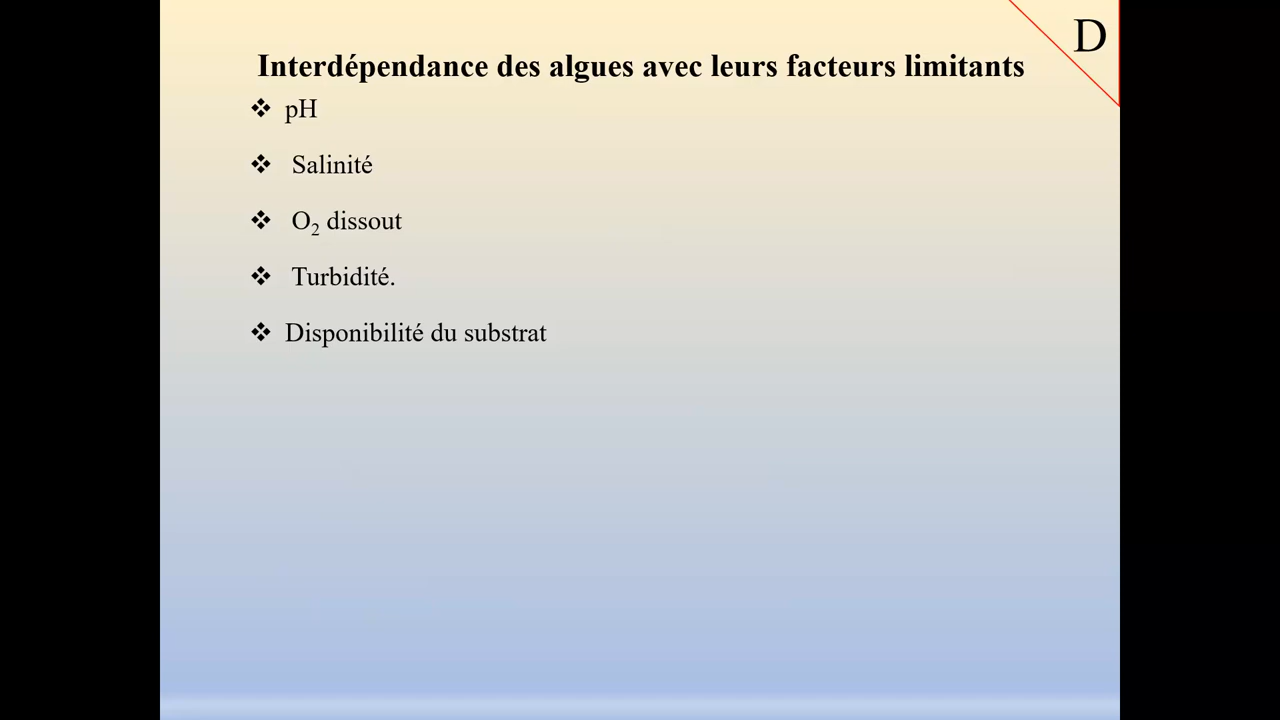 D
Interdépendance des algues avec leurs facteurs limitants
❖ pH
❖ Salinité
❖ O₂ dissout
❖ Turbidité.
❖ Disponibilité du substrat